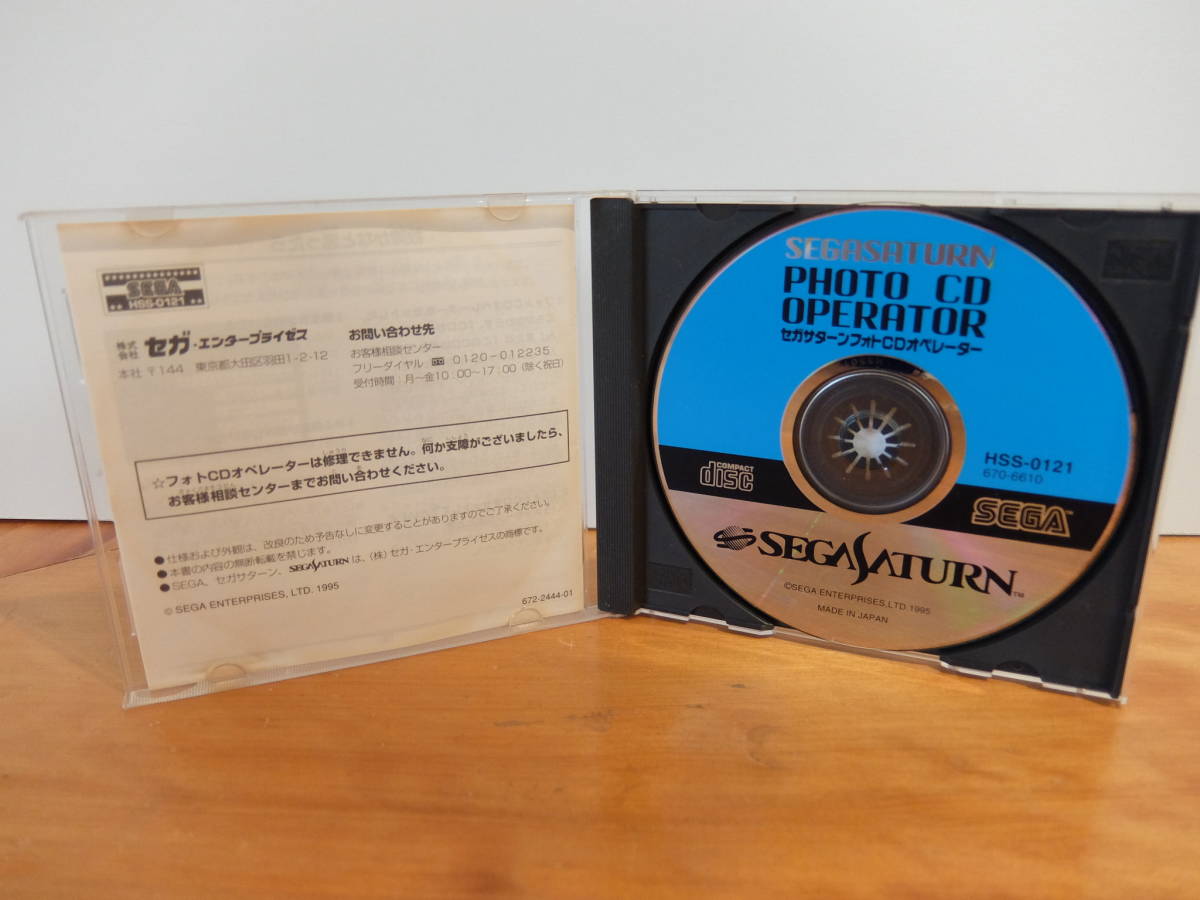 SEGA
HSS-0121
株式会社 セガ・エンタープライゼス
本社 〒144 東京都大田区羽田1-2-12
お問い合わせ先
お客様相談センター
フリーダイヤル 0120-012235
受付時間：月～金10：00～17：00（除く祝日）
☆フォトCDオペレーターは修理できません。何か支障がございましたら、
お客様相談センターまでお問い合わせください。
●仕様および外観は、改良のため予告なしに変更することがありますのでご了承ください。
●本書の内容の無断転載を禁じます。
●SEGA、セガサターン、SEGASATURNは、（株）セガ・エンタープライゼスの商標です。
© SEGA ENTERPRISES, LTD. 1995
672-2444-01
SEGASATURN
PHOTO CD
OPERATOR
セガサターンフォトCDオペレーター
COMPACT
disc
HSS-0121
670-6610
SEGA™
SEGASATURN™
©SEGA ENTERPRISES,LTD.1995
MADE IN JAPAN